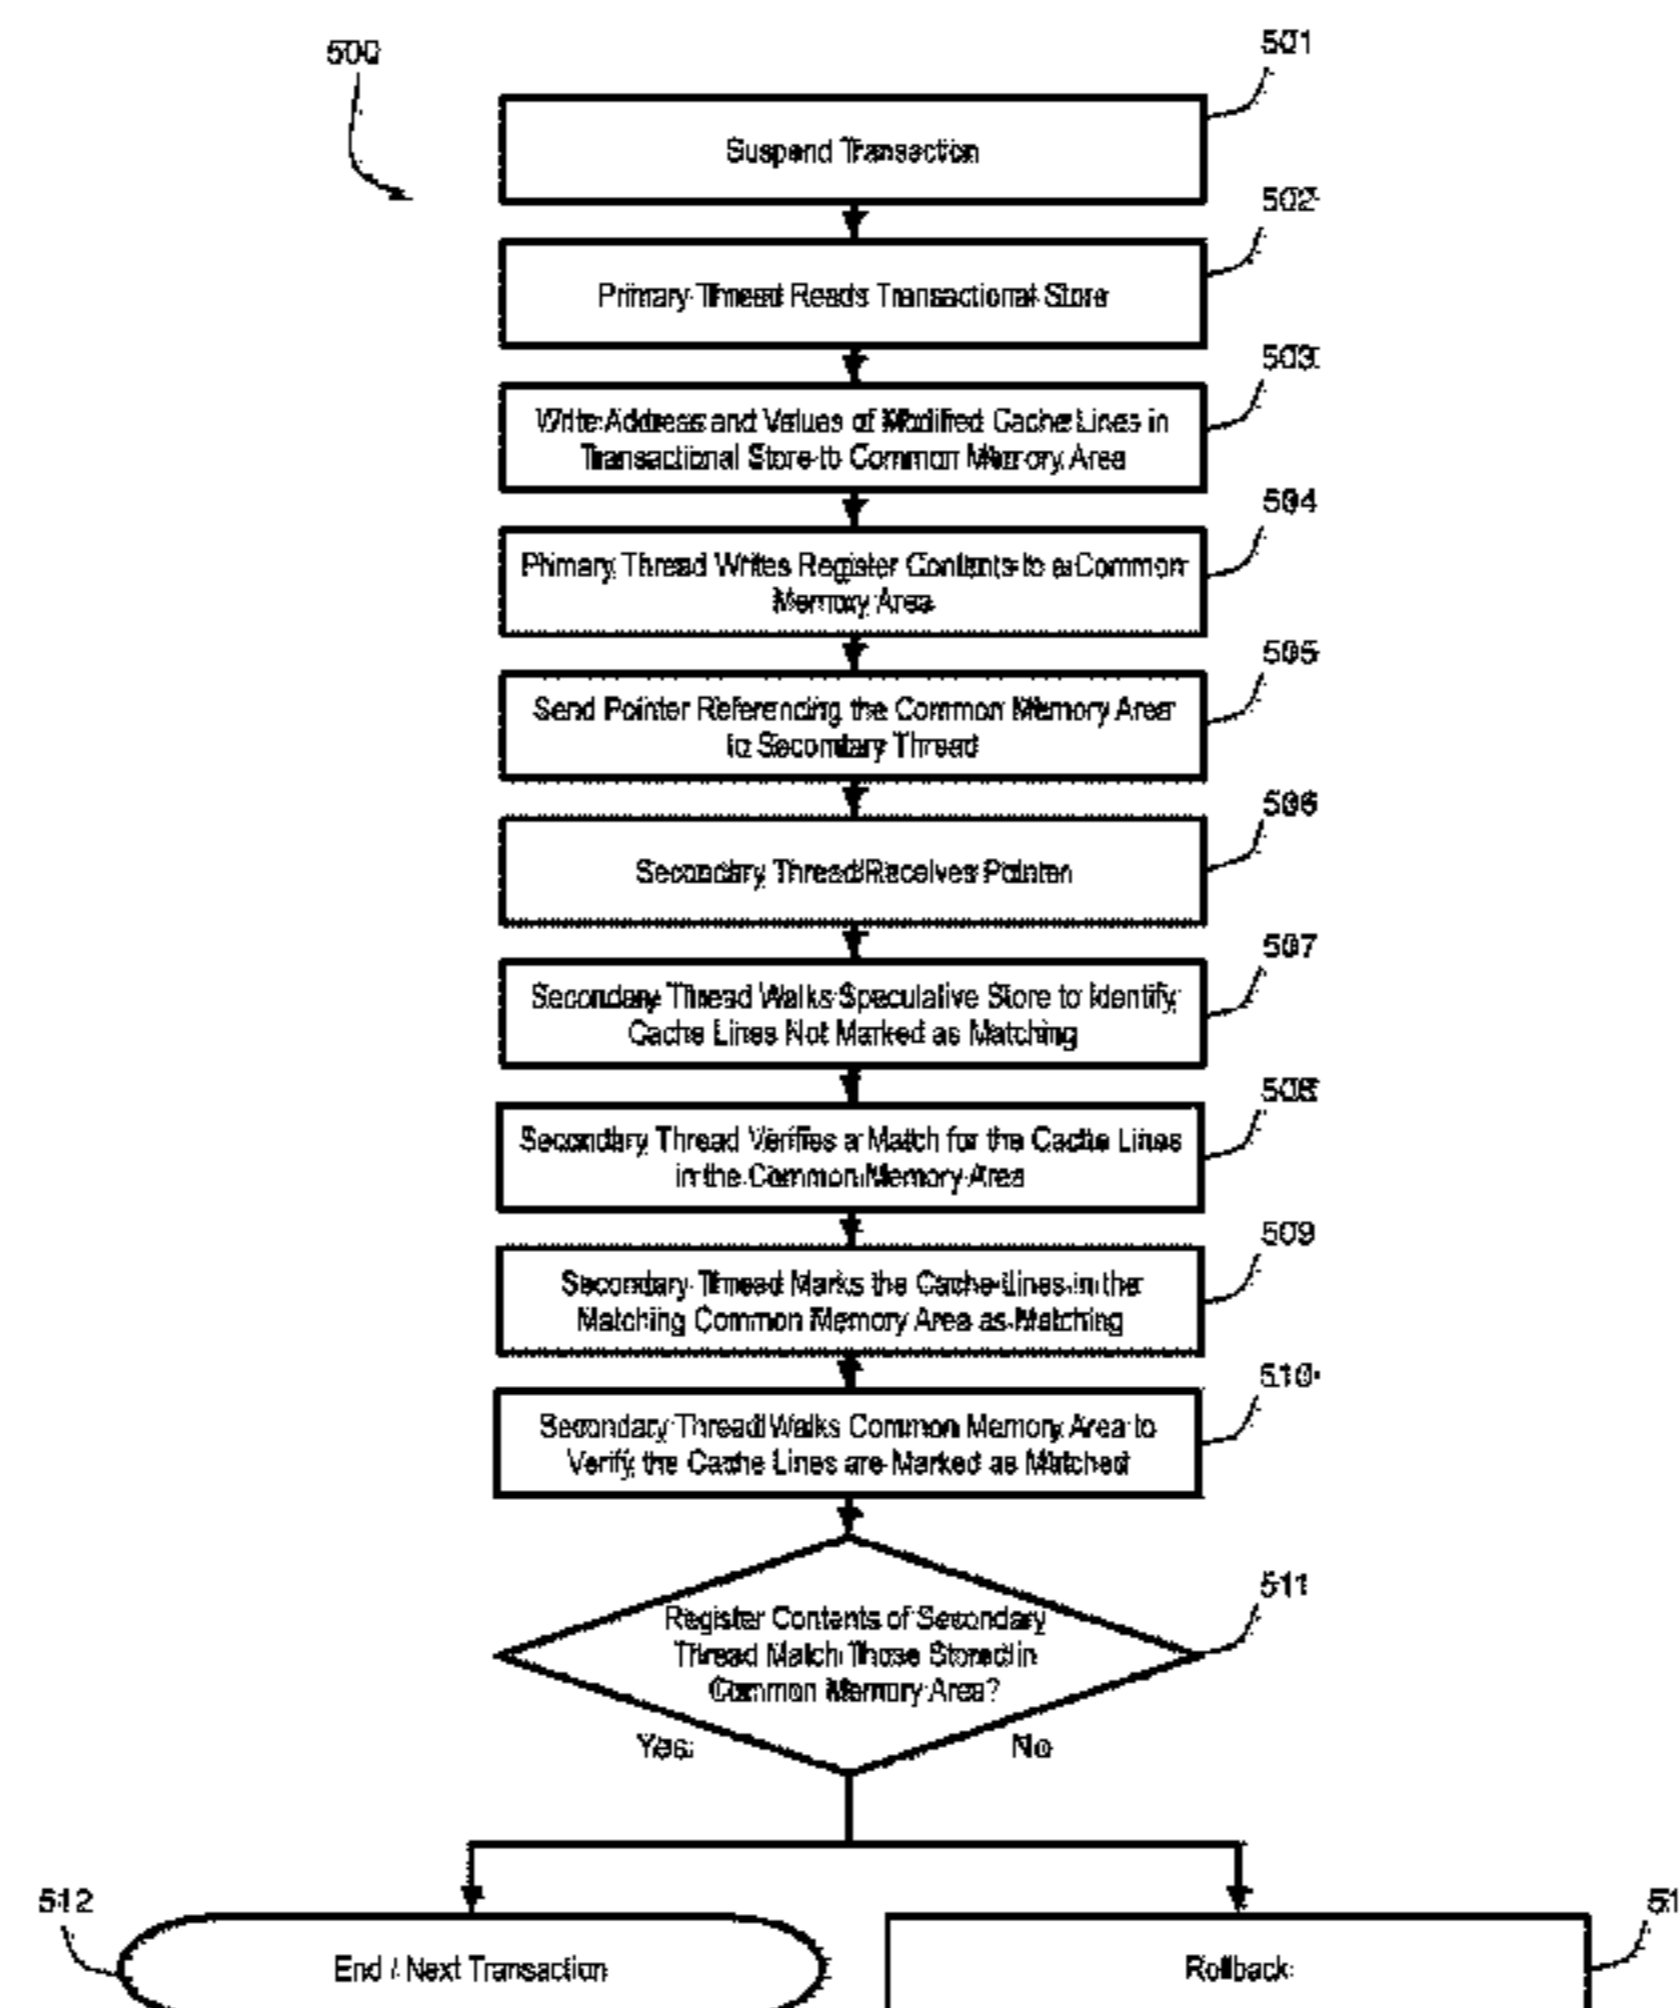 500
501
Suspend Transaction
502
Primary Thread Reads Transactional Store
503
Write Address and Values of Modified Cache Lines in
Transactional Store to Common Memory Area
504
Primary Thread Writes Register Contents to a Common
Memory Area
505
Send Pointer Referencing the Common Memory Area
to Secondary Thread
506
Secondary Thread Receives Pointer
507
Secondary Thread Walks Speculative Store to Identify
Cache Lines Not Marked as Matching
508
Secondary Thread Verifies a Match for the Cache Lines
in the Common Memory Area
509
Secondary Thread Marks the Cache Lines in the
Matching Common Memory Area as Matching
510
Secondary Thread Walks Common Memory Area to
Verify the Cache Lines are Marked as Matched
511
Register Contents of Secondary
Thread Match Those Stored in
Common Memory Area?
Yes
No
512
51
End / Next Transaction
Rollback